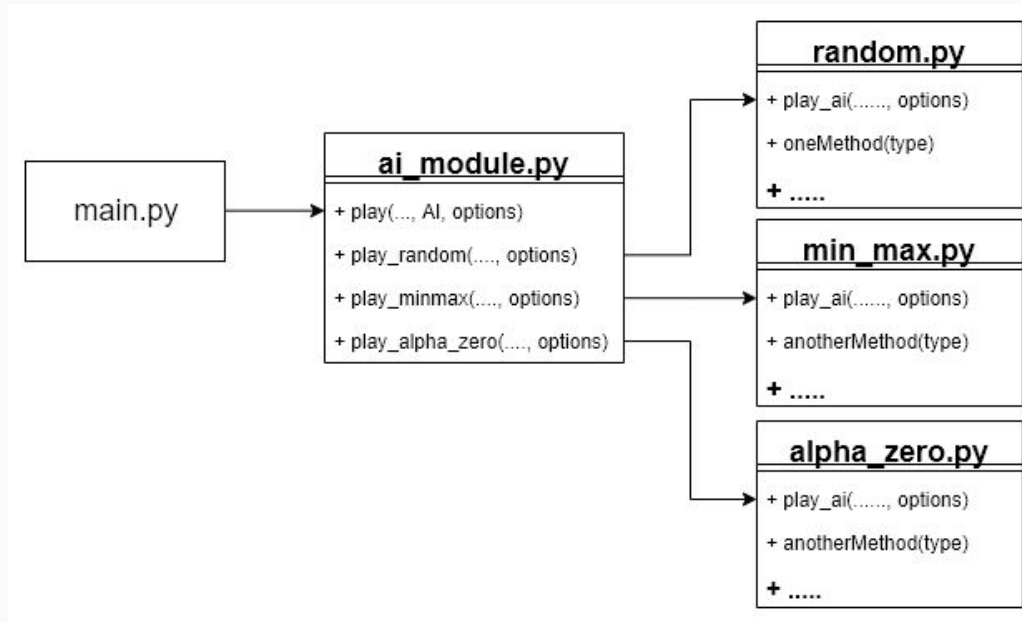 main.py
ai_module.py
+ play(..., AI, options)
+ play_random(...., options)
+ play_minmax(...., options)
+ play_alpha_zero(...., options)
random.py
+ play_ai(......, options)
+ oneMethod(type)
+ .....
min_max.py
+ play_ai(......, options)
+ anotherMethod(type)
+ .....
alpha_zero.py
+ play_ai(......, options)
+ anotherMethod(type)
+ .....